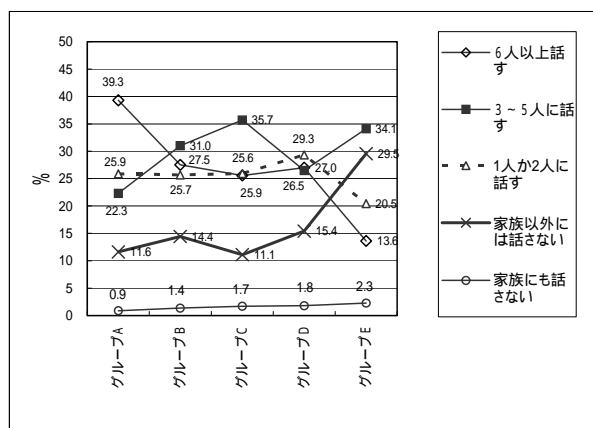 50
45
40
35
30
25
20
15
10
5
0
%
39.3
25.9
22.3
11.6
0.9
31.0
27.5
25.7
14.4
1.4
35.7
25.6
25.9
11.1
1.7
29.3
27.0
26.5
15.4
1.8
34.1
29.5
20.5
13.6
2.3
グループA
グループB
グループC
グループD
グループE
6人以上話
す
3~5人に話
す
1人か2人に
話す
家族以外に
は話さない
家族にも話
さない